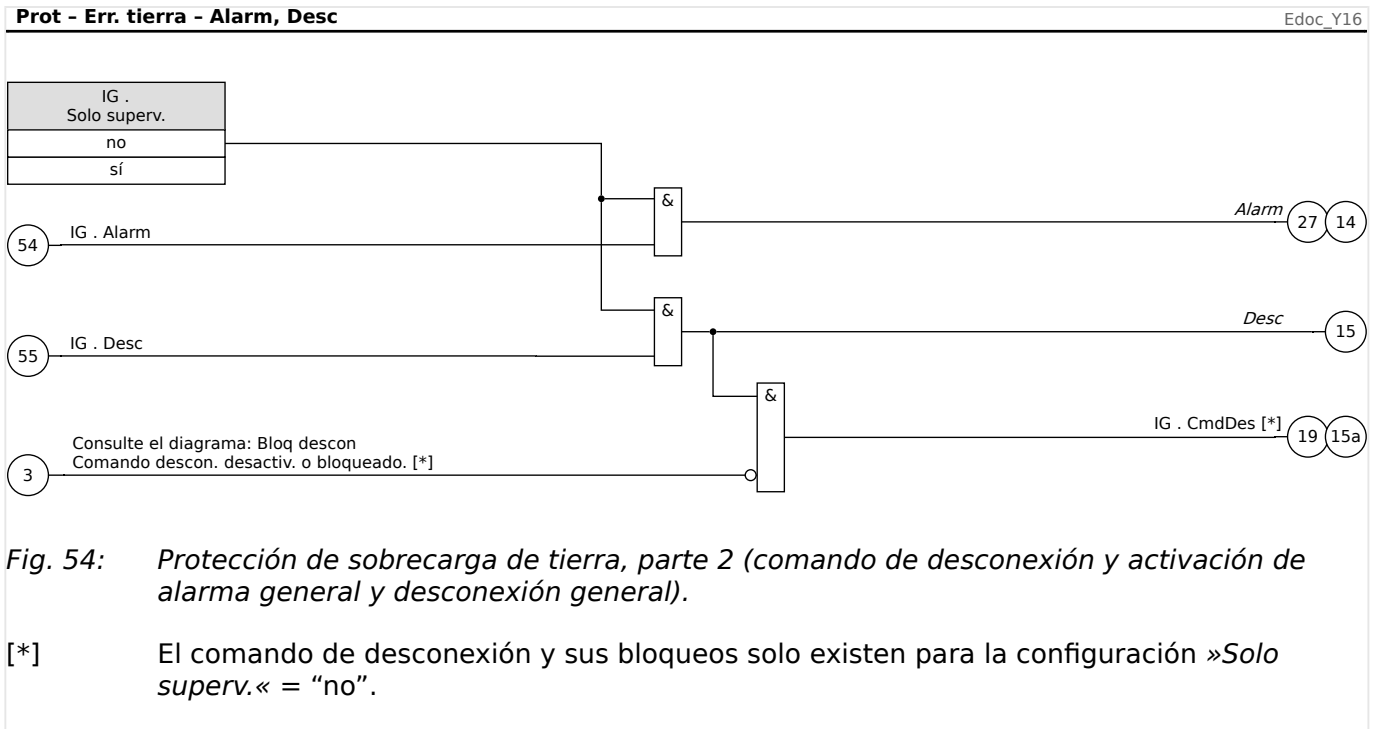 Prot – Err. tierra – Alarm, Desc
Edoc_Y16
IG .
Solo superv.
no
sí
&
Alarm
27
14
54
IG . Alarm
&
Desc
15
55
IG . Desc
&
IG . CmdDes [*]
19
15a
Consulte el diagrama: Bloq descon
Comando descon. desactiv. o bloqueado. [*]
3
Fig. 54: Protección de sobrecarga de tierra, parte 2 (comando de desconexión y activación de
alarma general y desconexión general).
[*] El comando de desconexión y sus bloqueos solo existen para la configuración »Solo
superv.« = “no”.